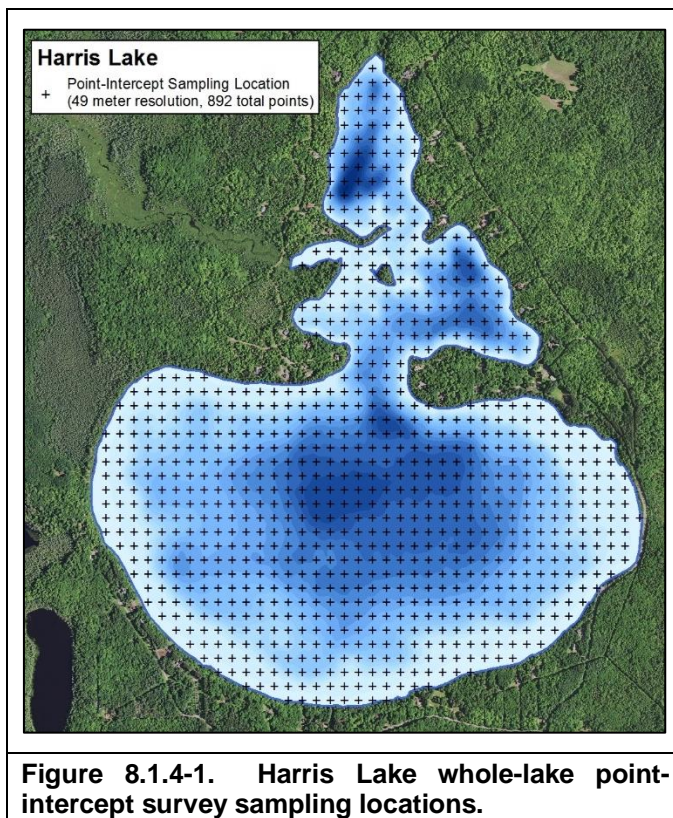 Harris Lake
+ Point-Intercept Sampling Location
(49 meter resolution, 892 total points)
Figure 8.1.4-1. Harris Lake whole-lake point-
intercept survey sampling locations.